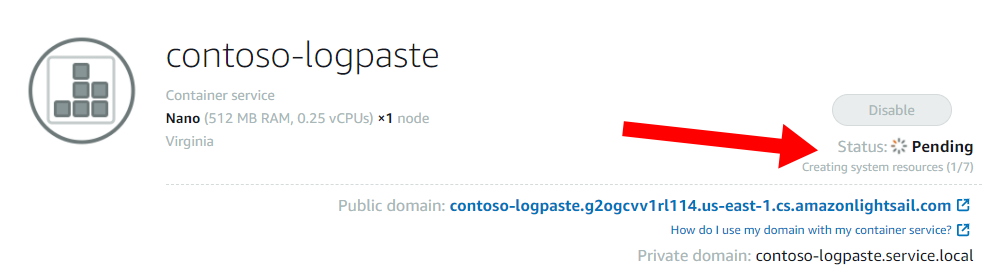 contoso-logpaste
Container service
Nano (512 MB RAM, 0.25 vCPUs) ×1 node
Virginia
Disable
Status: Pending
Creating system resources (1/7)
Public domain: contoso-logpaste.g2ogcvv1rl114.us-east-1.cs.amazonlightsail.com
How do I use my domain with my container service?
Private domain: contoso-logpaste.service.local